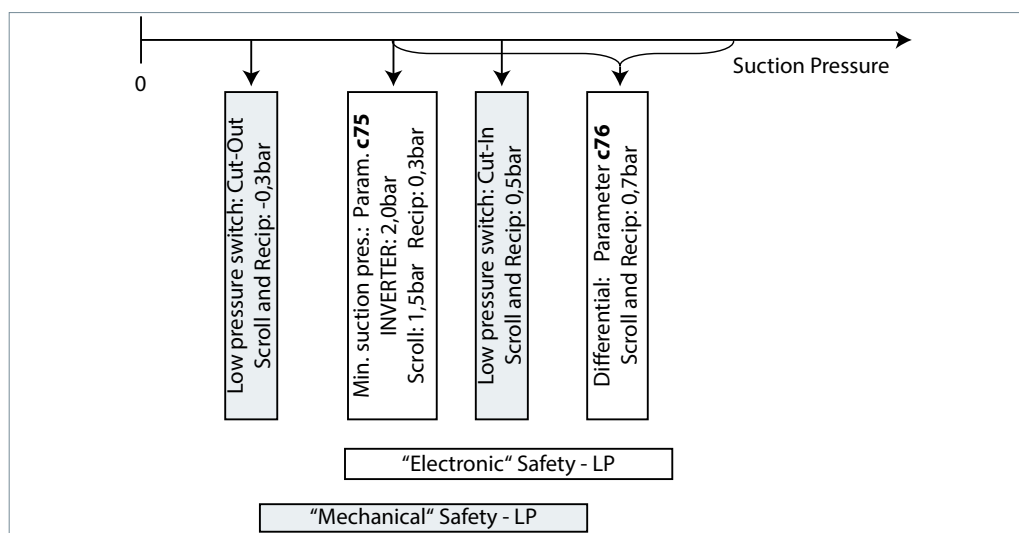 0
Suction Pressure
Low pressure switch: Cut-Out
Scroll and Recip: -0,3bar
Min. suction pres.: Param. c75
INVERTER: 2,0bar
Scroll: 1,5bar Recip: 0,3bar
Low pressure switch: Cut-In
Scroll and Recip: 0,5bar
Differential: Parameter c76
Scroll and Recip: 0,7bar
“Electronic“ Safety - LP
“Mechanical“ Safety - LP